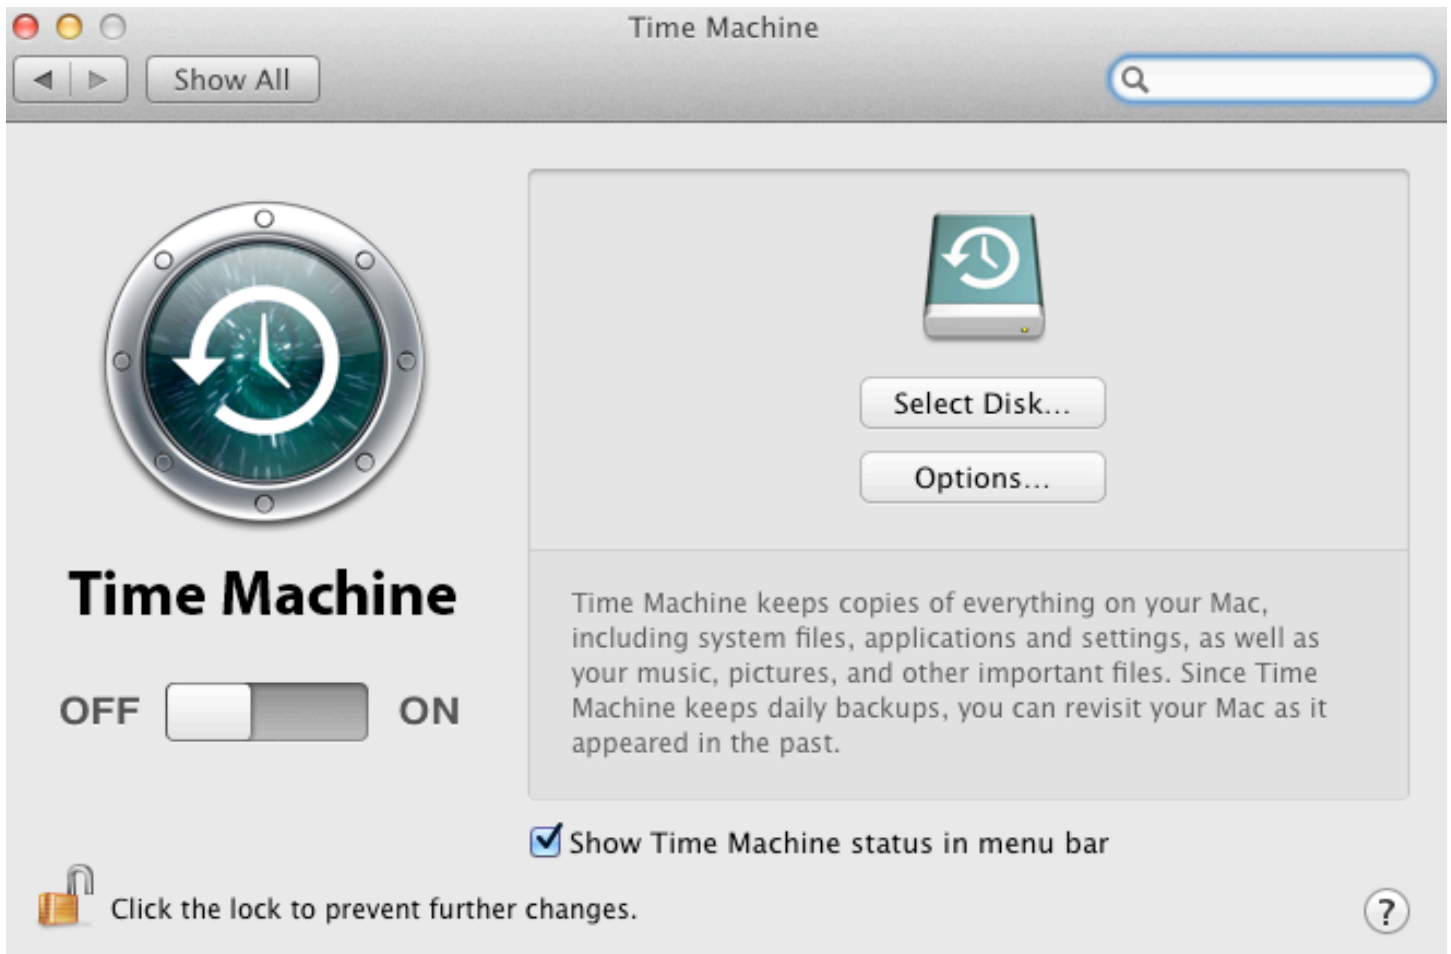 Time Machine
Show All
Select Disk...
Options...
Time Machine
Time Machine keeps copies of everything on your Mac,
including system files, applications and settings, as well as
your music, pictures, and other important files. Since Time
Machine keeps daily backups, you can revisit your Mac as it
appeared in the past.
OFF ON
Show Time Machine status in menu bar
Click the lock to prevent further changes.
?